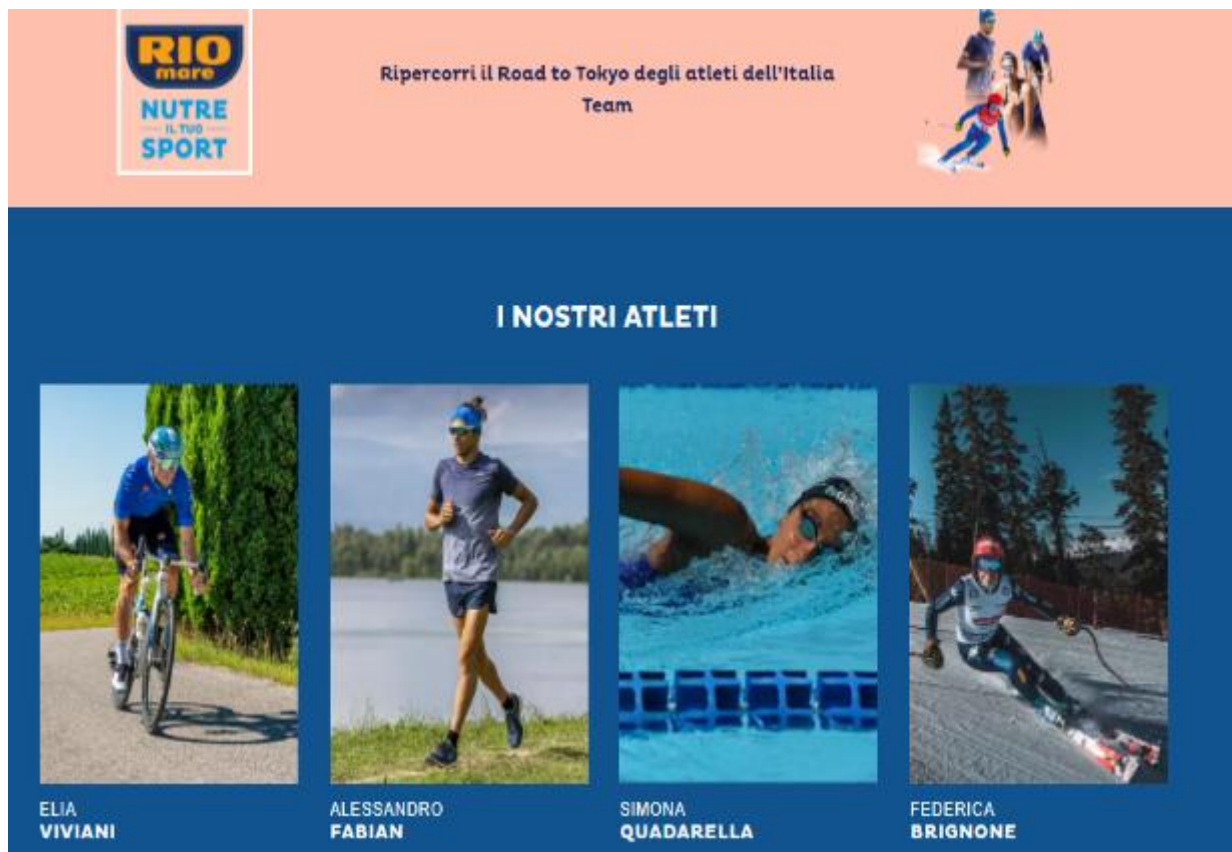 RIO
mare
NUTRE
IL TUO
SPORT
Ripercorri il Road to Tokyo degli atleti dell'Italia
Team
I NOSTRI ATLETI
ELIA
VIVIANI
ALESSANDRO
FABIAN
SIMONA
QUADARELLA
FEDERICA
BRIGNONE